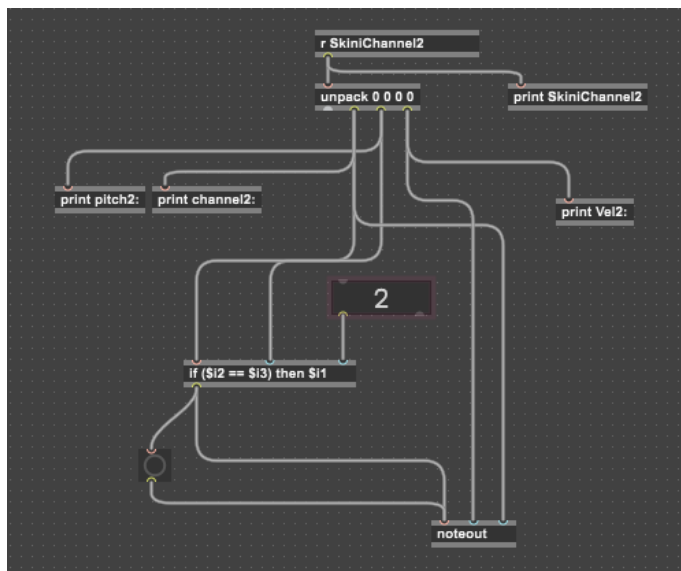 r SkiniChannel2
unpack 0 0 0 0
print SkiniChannel2
print pitch2:
print channel2:
print Vel2:
2
if ($i2 == $i3) then $i1
noteout